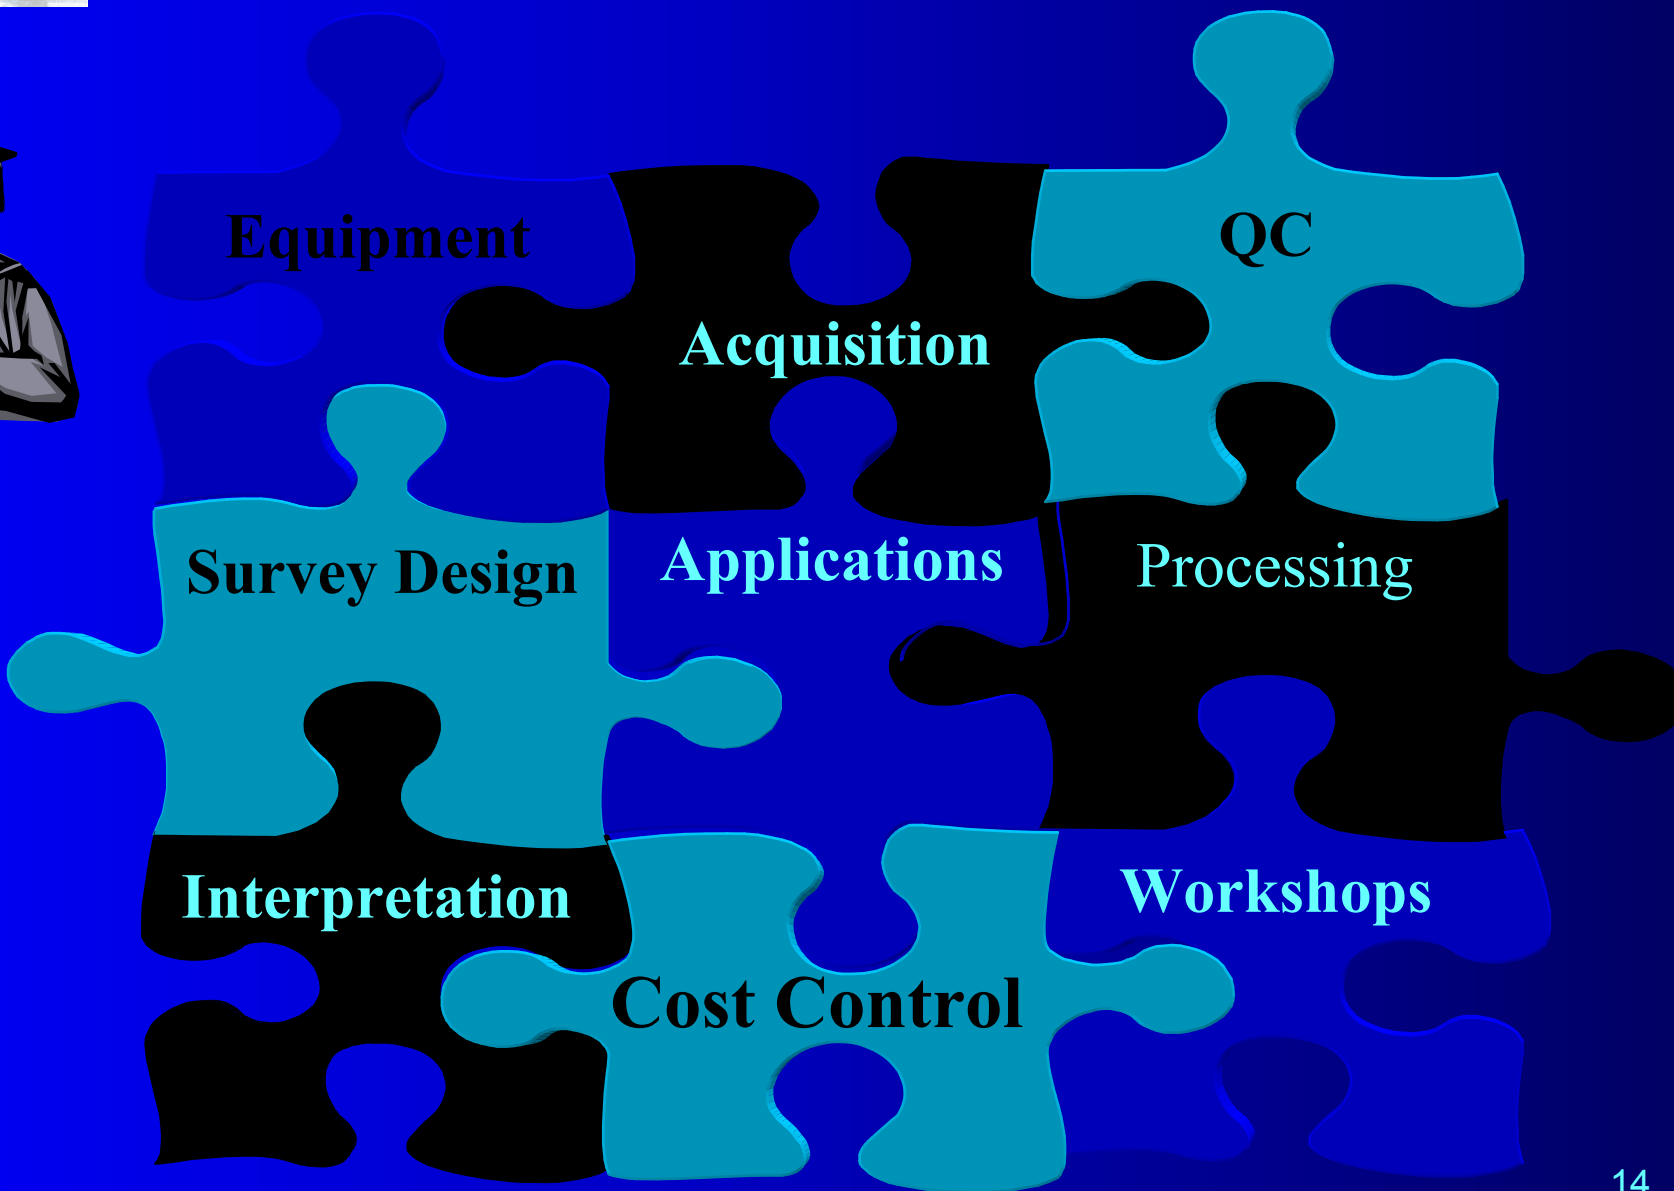 Equipment
QC
Acquisition
Survey Design
Applications
Processing
Interpretation
Workshops
Cost Control
14